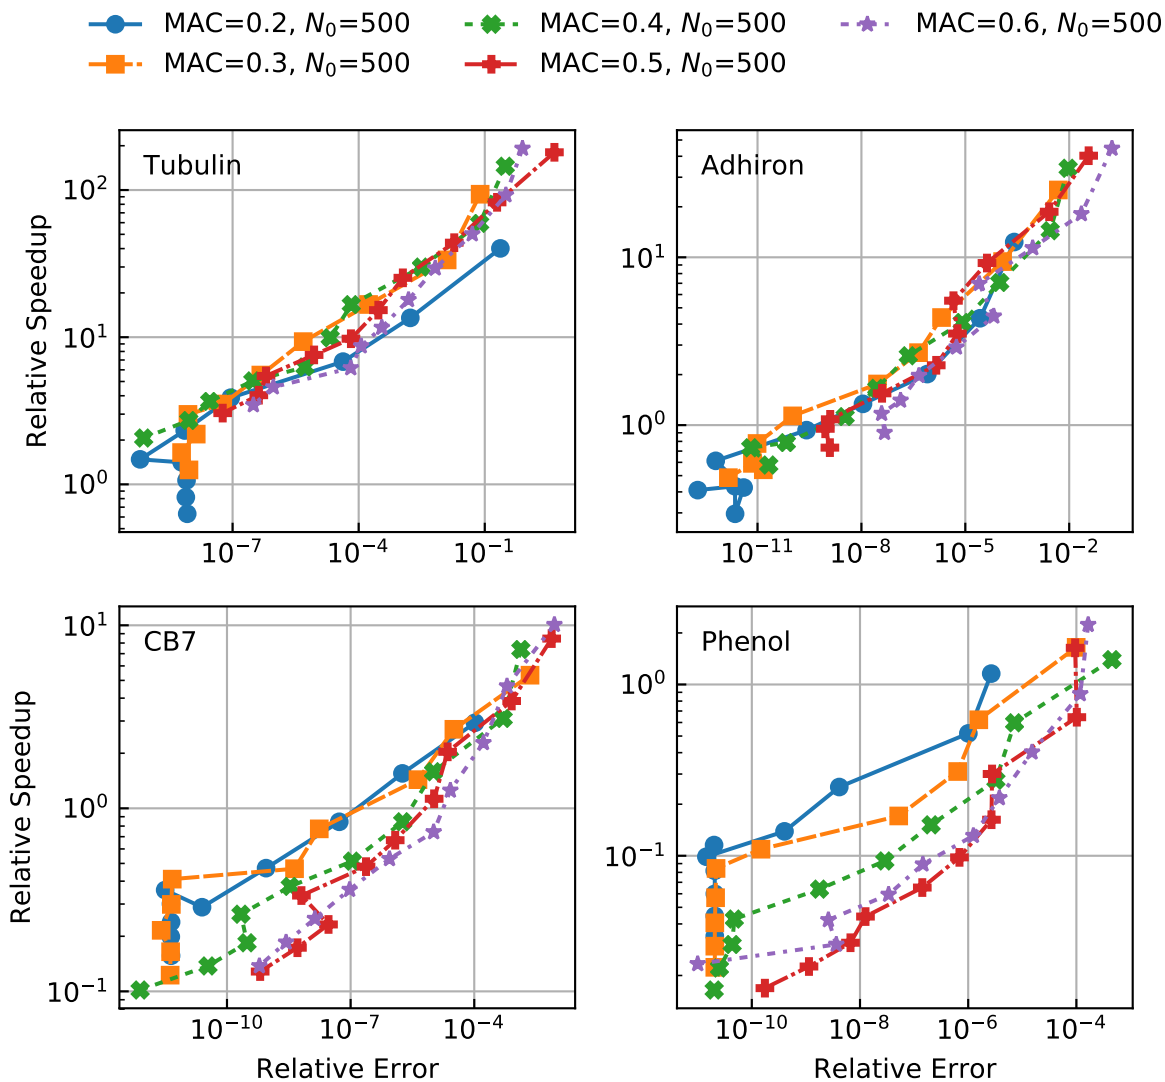 MAC=0.2, N₀=500 MAC=0.4, N₀=500 MAC=0.6, N₀=500
MAC=0.3, N₀=500 MAC=0.5, N₀=500
Tubulin
Relative Speedup
10²
10¹
10⁰
10⁻⁷ 10⁻⁴ 10⁻¹
Adhiron
10¹
10⁰
10⁻¹¹ 10⁻⁸ 10⁻⁵ 10⁻²
CB7
Relative Speedup
10¹
10⁰
10⁻¹
10⁻¹⁰ 10⁻⁷ 10⁻⁴
Relative Error
Phenol
10⁰
10⁻¹
10⁻¹⁰ 10⁻⁸ 10⁻⁶ 10⁻⁴
Relative Error